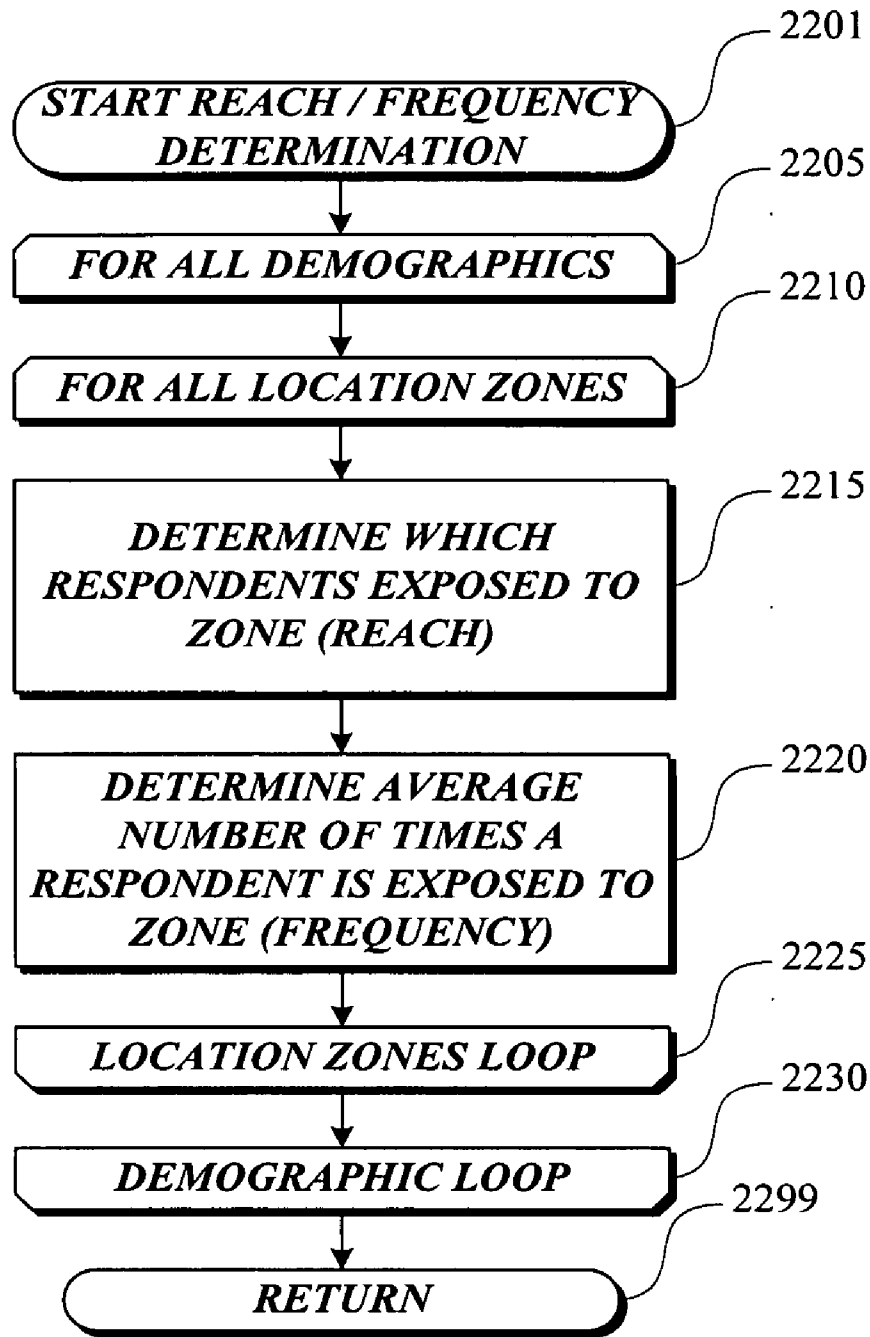 2201
START REACH / FREQUENCY
DETERMINATION
2205
FOR ALL DEMOGRAPHICS
2210
FOR ALL LOCATION ZONES
2215
DETERMINE WHICH
RESPONDENTS EXPOSED TO
ZONE (REACH)
2220
DETERMINE AVERAGE
NUMBER OF TIMES A
RESPONDENT IS EXPOSED TO
ZONE (FREQUENCY)
2225
LOCATION ZONES LOOP
2230
DEMOGRAPHIC LOOP
2299
RETURN